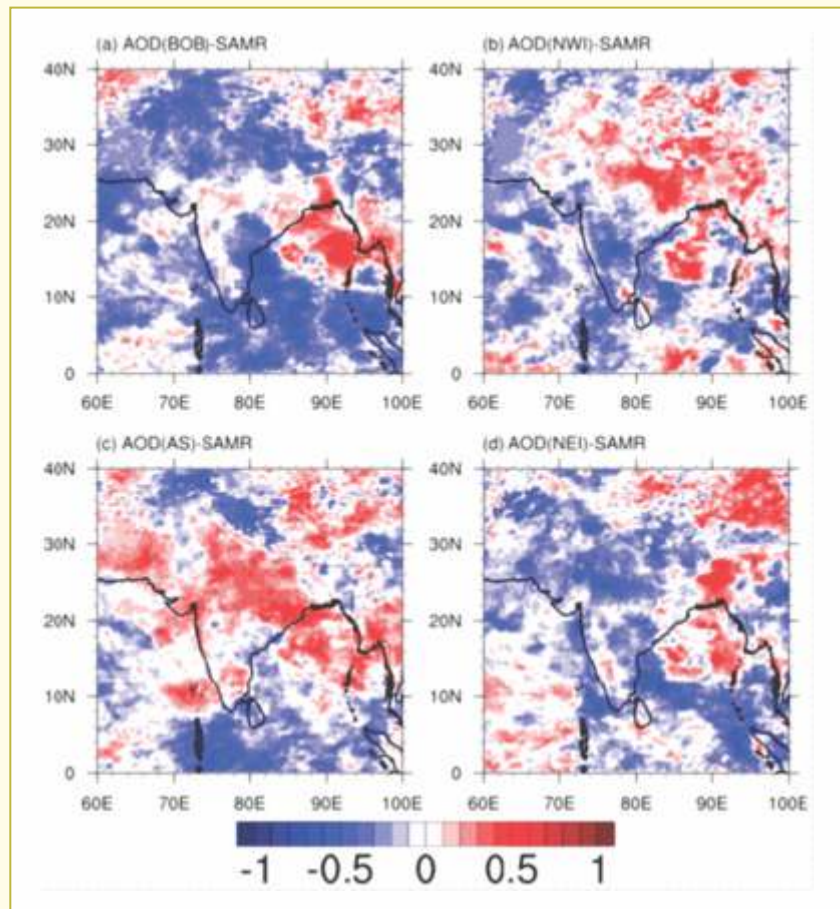 (a) AOD(BOB)-SAMR
(b) AOD(NWI)-SAMR
40N
30N
20N
10N
0
60E 70E 80E 90E 100E
40N
30N
20N
10N
0
60E 70E 80E 90E 100E
(c) AOD(AS)-SAMR
(d) AOD(NEI)-SAMR
40N
30N
20N
10N
0
60E 70E 80E 90E 100E
40N
30N
20N
10N
0
60E 70E 80E 90E 100E
-1 -0.5 0 0.5 1